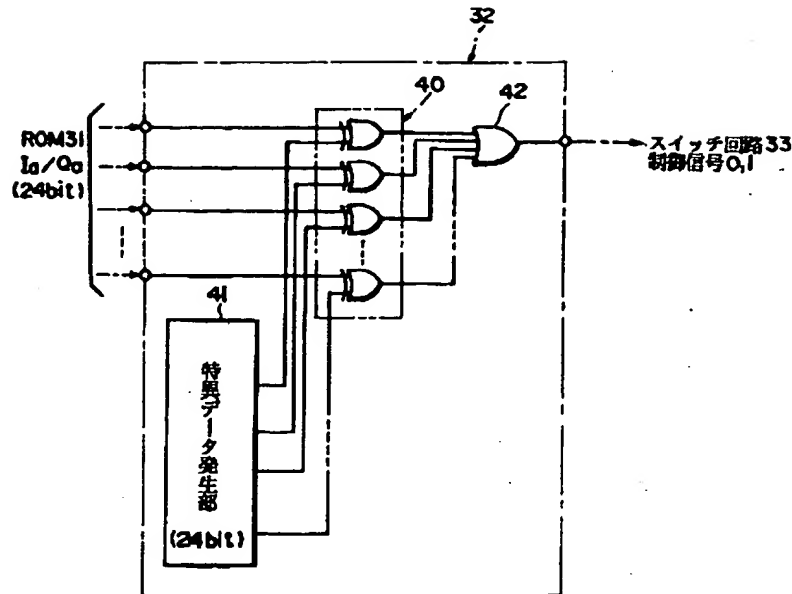 32
40
42
ROM31
Ia/Qa
(24bit)
スイッチ回路33
制御信号0,1
41
特異データ発生部
(24bit)